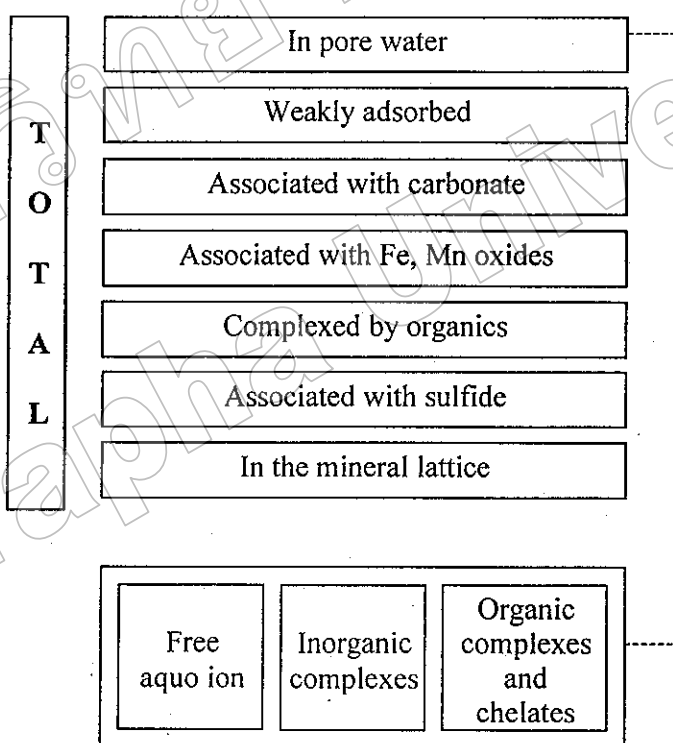 In pore water
Weakly adsorbed
Associated with carbonate
Associated with Fe, Mn oxides
Complexed by organics
Associated with sulfide
In the mineral lattice
T
O
T
A
L
Free
aquo ion
Inorganic
complexes
Organic
complexes
and
chelates